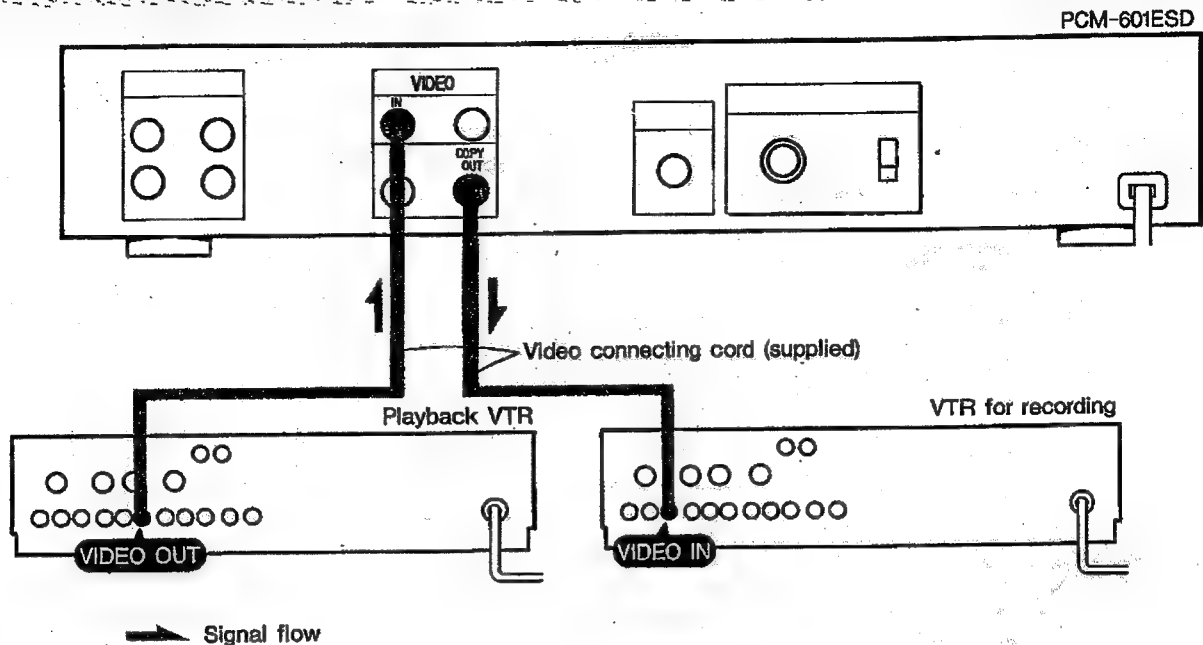 PCM-601ESD
VIDEO
IN
COPY
OUT
Video connecting cord (supplied)
Playback VTR
VTR for recording
VIDEO OUT
VIDEO IN
Signal flow